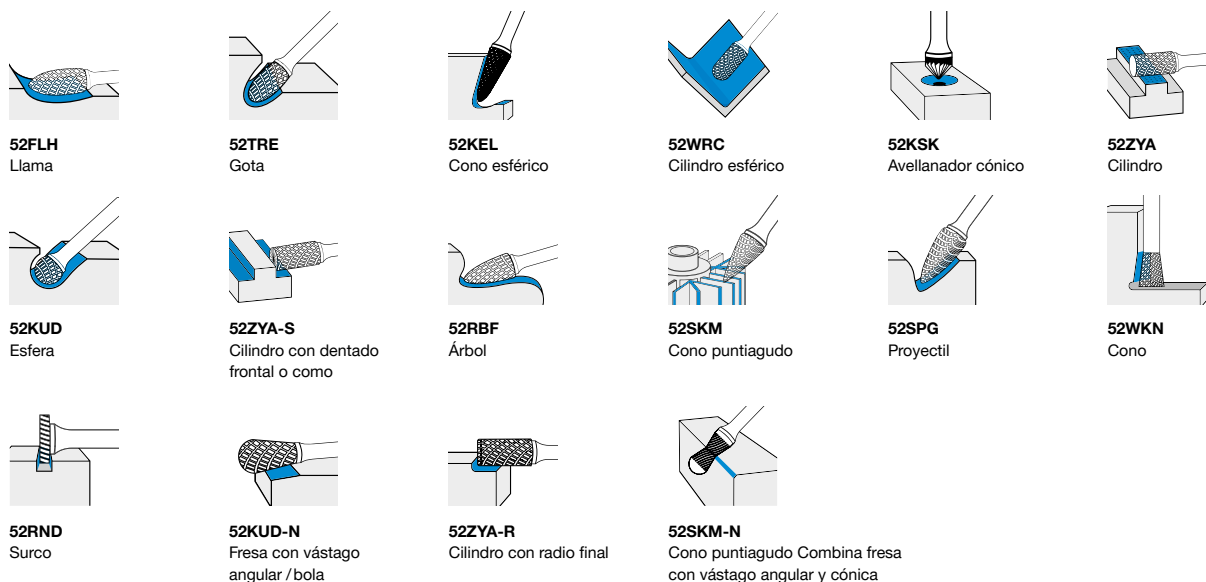 52FLH
Llama
52TRE
Gota
52KEL
Cono esférico
52WRC
Cilindro esférico
52KSK
Avellanador cónico
52ZYA
Cilindro
52KUD
Esfera
52ZYA-S
Cilindro con dentado
frontal o como
52RBF
Árbol
52SKM
Cono puntiagudo
52SPG
Proyectil
52WKN
Cono
52RND
Surco
52KUD-N
Fresa con vástago
angular / bola
52ZYA-R
Cilindro con radio final
52SKM-N
Cono puntiagudo Combina fresa
con vástago angular y cónica